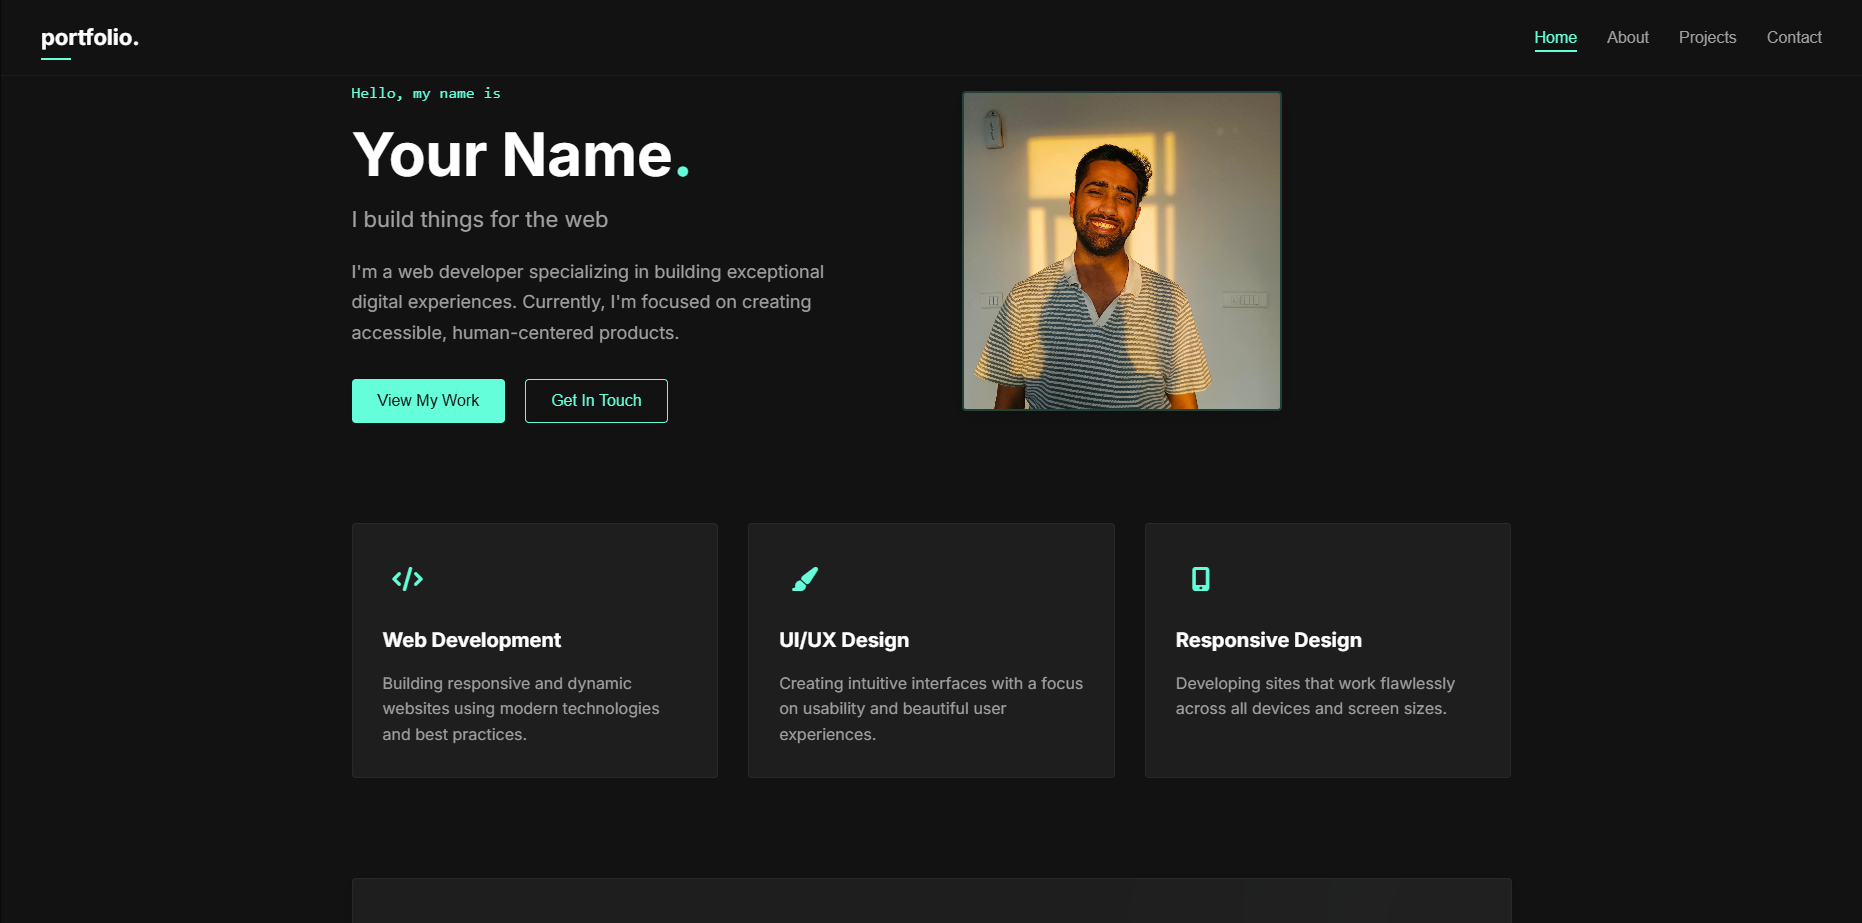 portfolio.
Home About Projects Contact
Hello, my name is
Your Name.
I build things for the web
I'm a web developer specializing in building exceptional
digital experiences. Currently, I'm focused on creating
accessible, human-centered products.
View My Work Get In Touch
Web Development
Building responsive and dynamic
websites using modern technologies
and best practices.
UI/UX Design
Creating intuitive interfaces with a focus
on usability and beautiful user
experiences.
Responsive Design
Developing sites that work flawlessly
across all devices and screen sizes.